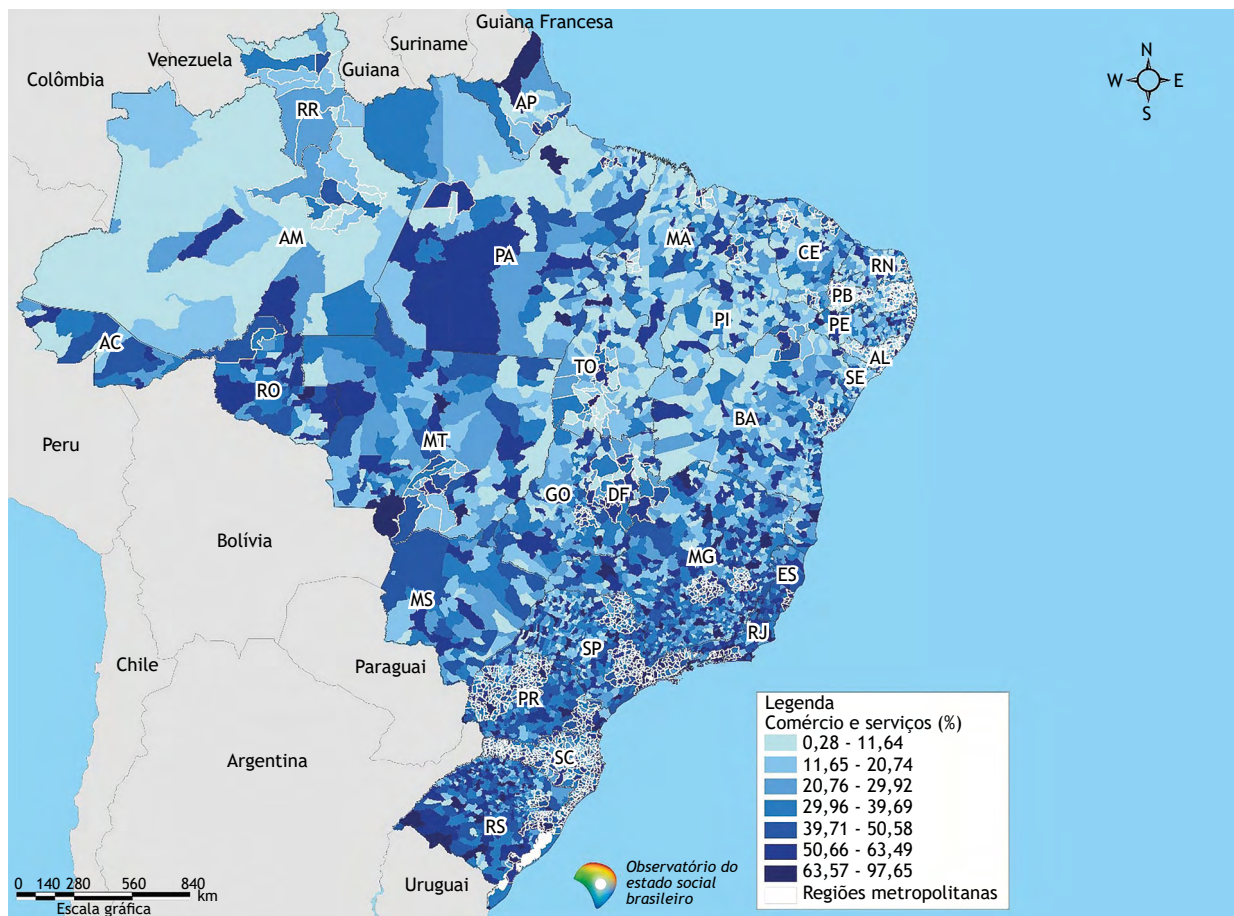 Guiana Francesa
Suriname
Venezuela
Guiana
Colômbia
N
W
E
S
RR
AP
AM
PA
MA
CE
RN
PB
PE
PI
AL
SE
AC
RO
TO
BA
MT
Peru
GO
DF
Bolívia
MG
ES
MS
RJ
SP
Chile
Paraguai
PR
Argentina
SC
RS
Uruguai
Legenda
Comércio e serviços (%)
0,28 - 11,64
11,65 - 20,74
20,76 - 29,92
29,96 - 39,69
39,71 - 50,58
50,66 - 63,49
63,57 - 97,65
Regiões metropolitanas
Observatório do
estado social
brasileiro
0 140 280 560 840
km
Escala gráfica